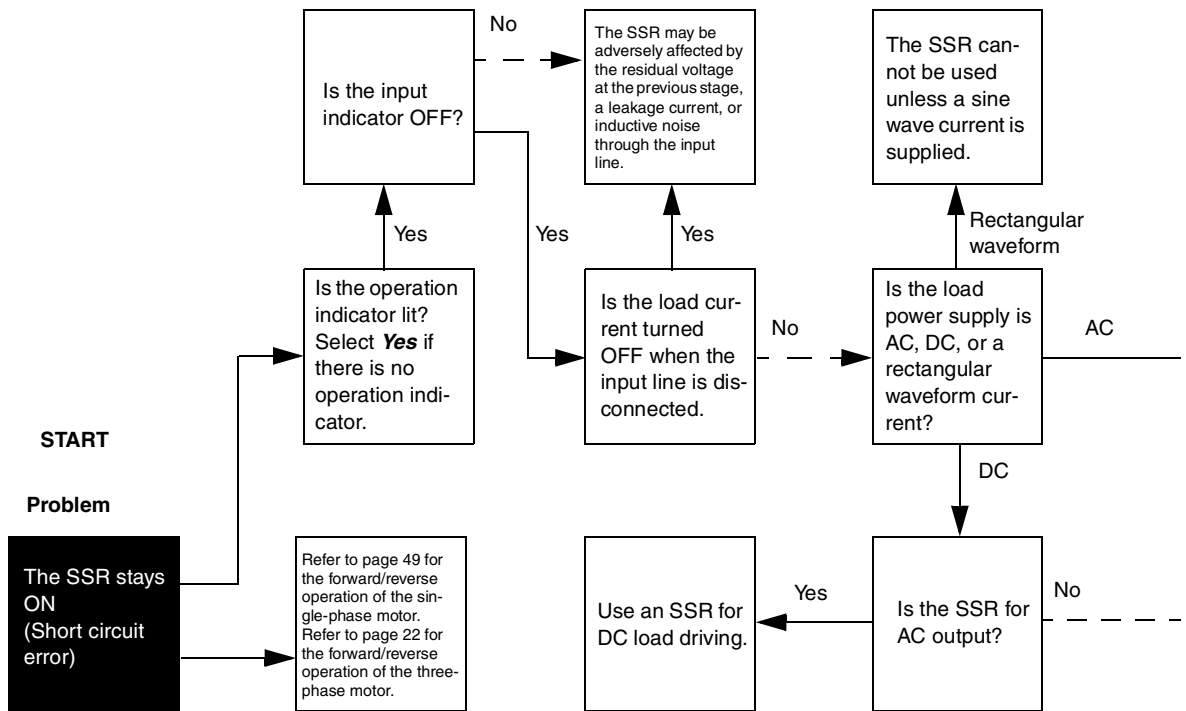 No
Is the input
indicator OFF?
The SSR may be
adversely affected by
the residual voltage
at the previous stage,
a leakage current, or
inductive noise
through the input
line.
The SSR can-
not be used
unless a sine
wave current is
supplied.
Yes
Yes
Yes
Rectangular
waveform
Is the operation
indicator lit?
Select Yes if
there is no
operation indi-
cator.
Is the load cur-
rent turned
OFF when the
input line is dis-
connected.
No
Is the load
power supply is
AC, DC, or a
rectangular
waveform cur-
rent?
AC
START
Problem
DC
The SSR stays
ON
(Short circuit
error)
Refer to page 49 for
the forward/reverse
operation of the sin-
gle-phase motor.
Refer to page 22 for
the forward/reverse
operation of the three-
phase motor.
Use an SSR for
DC load driving.
Yes
Is the SSR for
AC output?
No